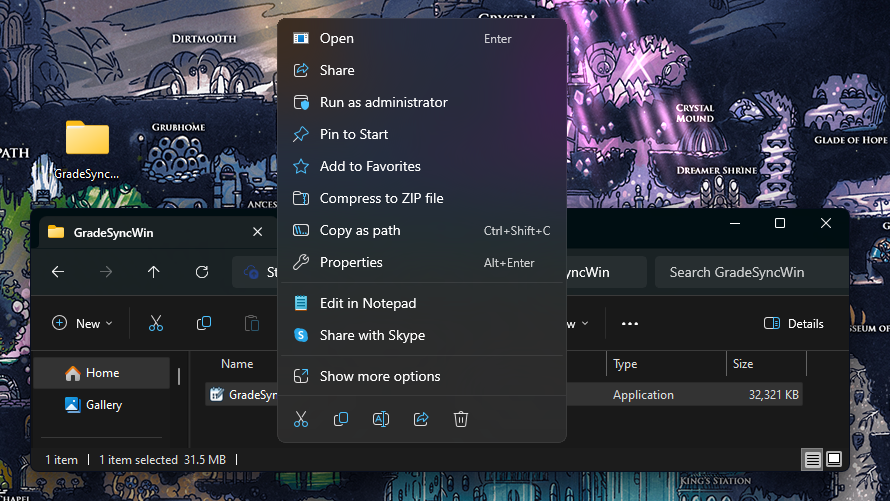 CRYSTAL
DIRTMOUTH
Open Enter
Share
Run as administrator
CRYSTAL
MOUND
Pin to Start
GRUBHOME
GLADE OF HOPE
PATH
Add to Favorites
DREAMER SHRINE
GradeSync...
Compress to ZIP file
ANCES
GradeSyncWin
Copy as path Ctrl+Shift+C
Properties Alt+Enter
St
cWin
Search GradeSyncWin
Edit in Notepad
New
w
...
Details
Share with Skype
SEUM OF
Name
Type
Size
Home
Show more options
GradeSyn
Application
32,321 KB
Gallery
1 item
1 item selected 31.5 MB
KING'S STATION
CHAPEL